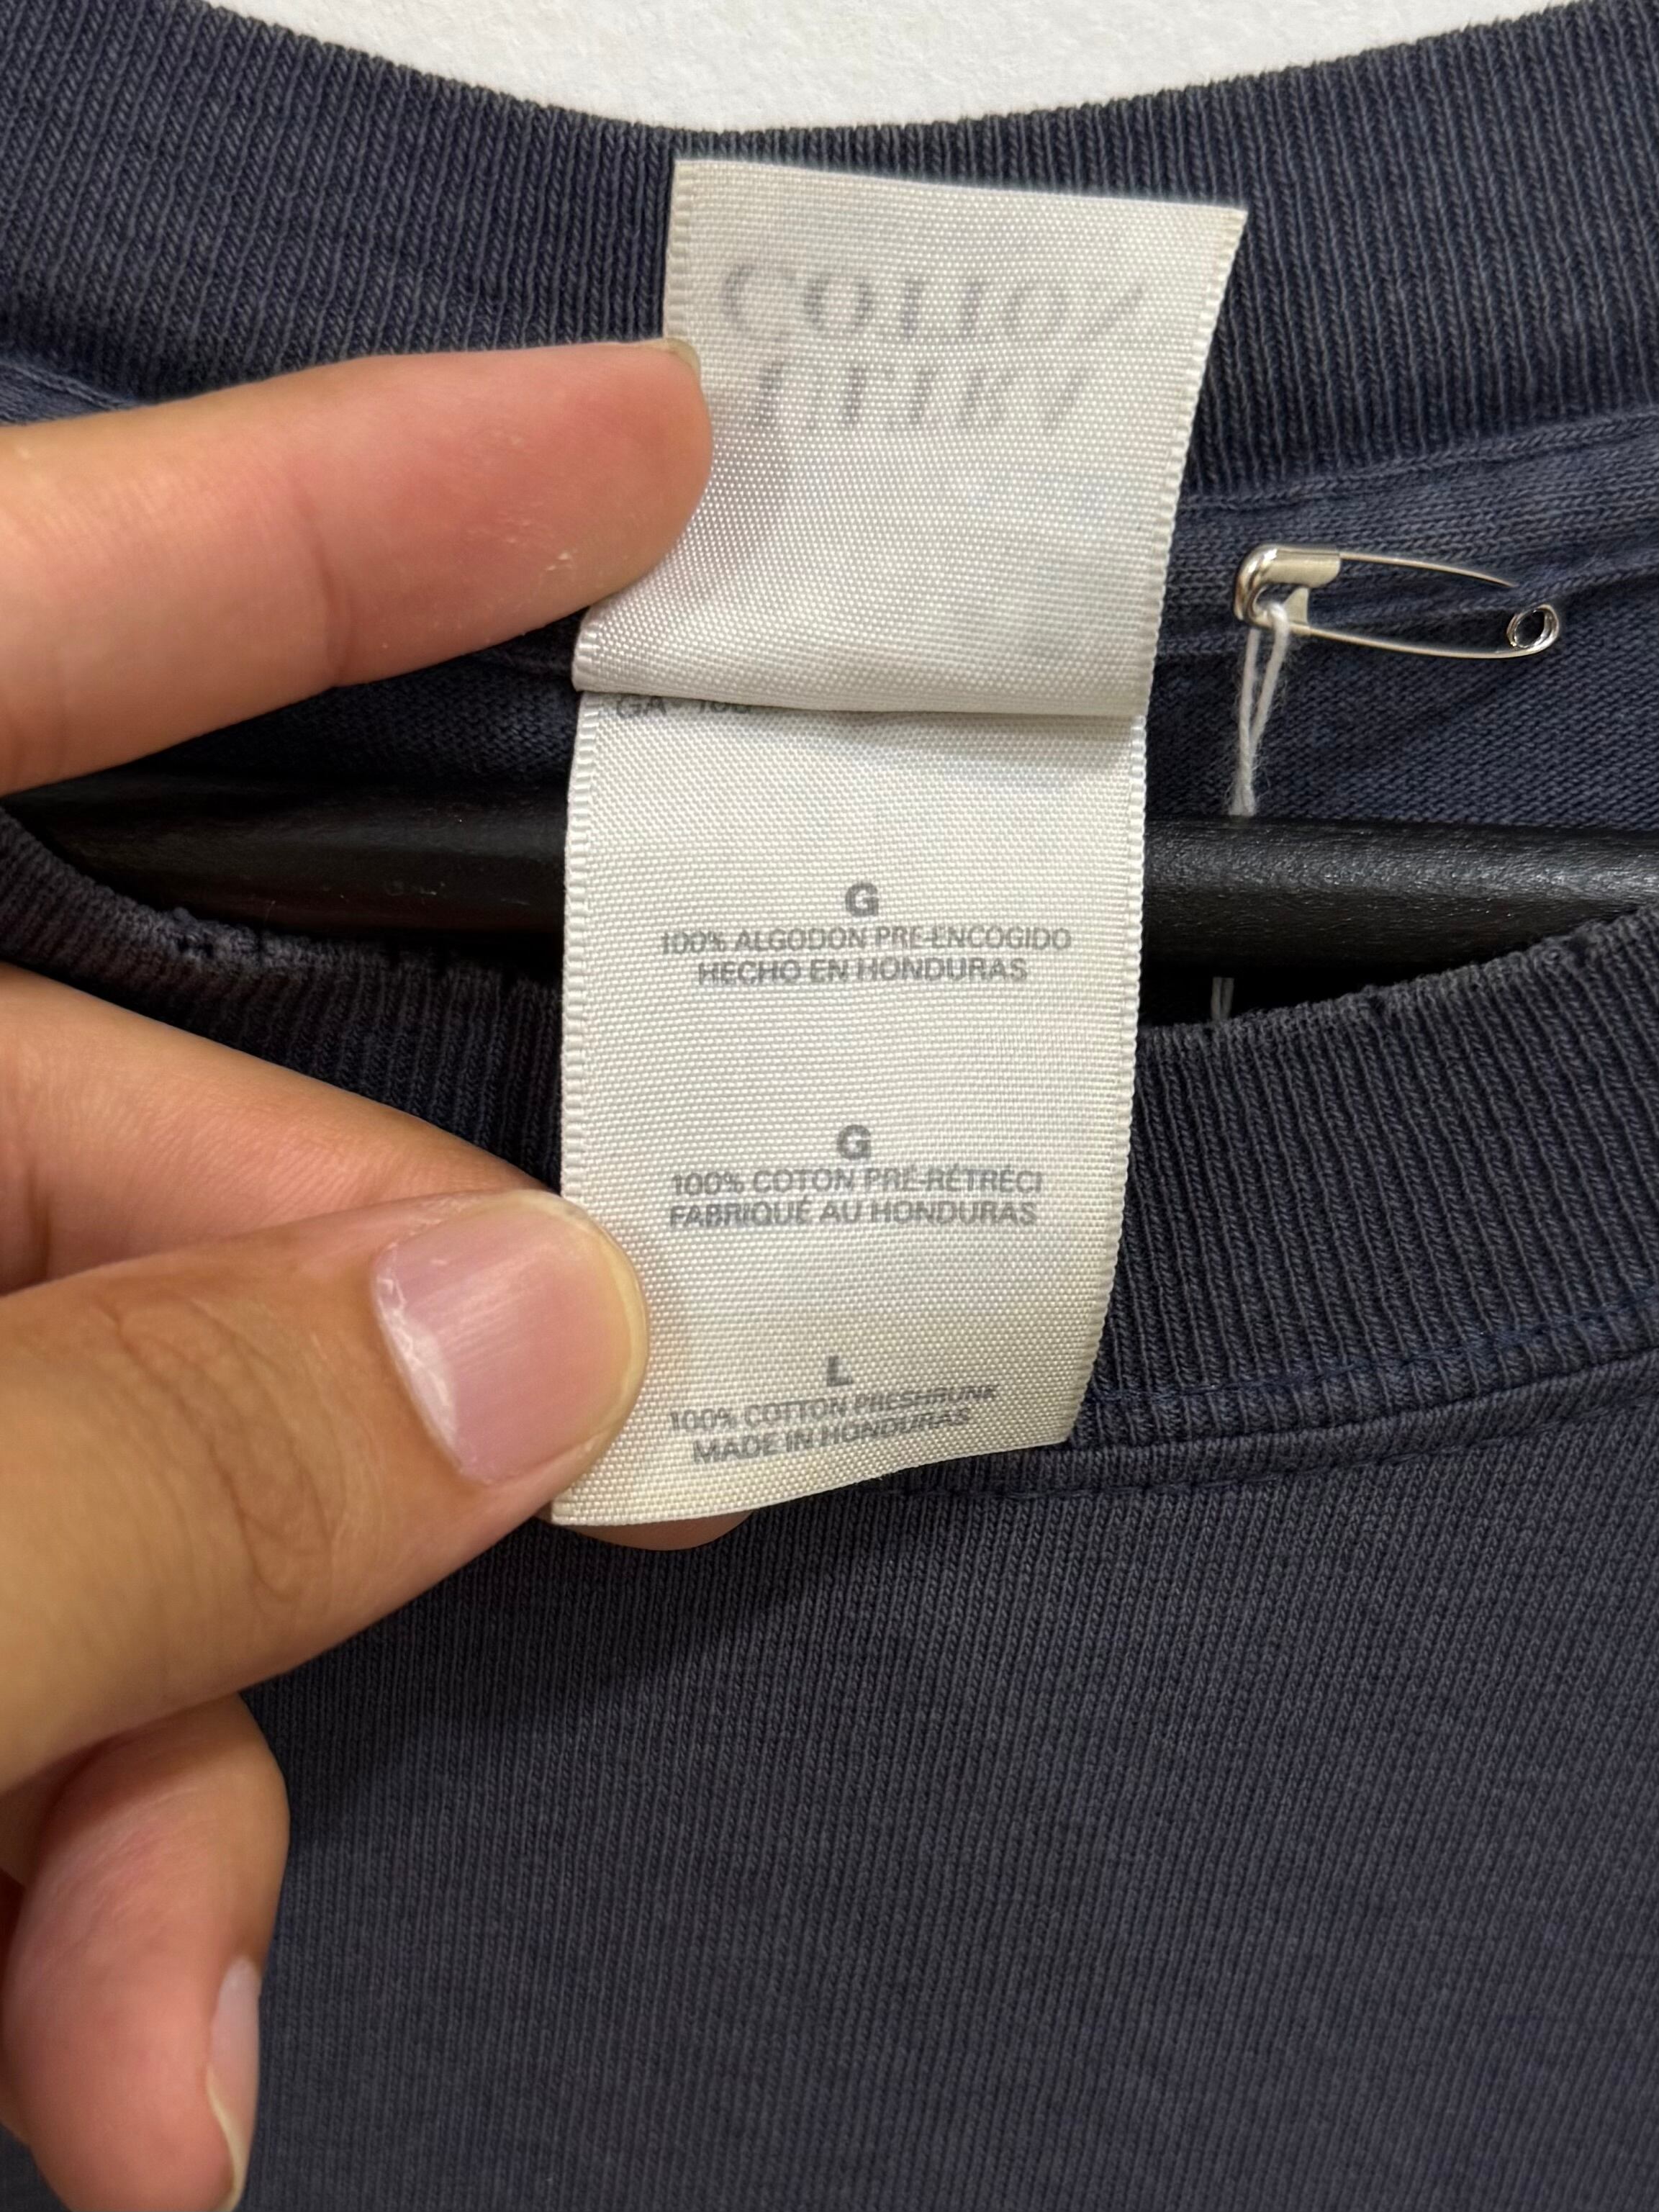 G
100% ALGODON PRE-ENCOGIDO
HECHO EN HONDURAS
G
100% COTON PRÉ-RÉTRÉCI
FABRIQUÉ AU HONDURAS
L
100% COTTON PRESHRUNK
MADE IN HONDURAS